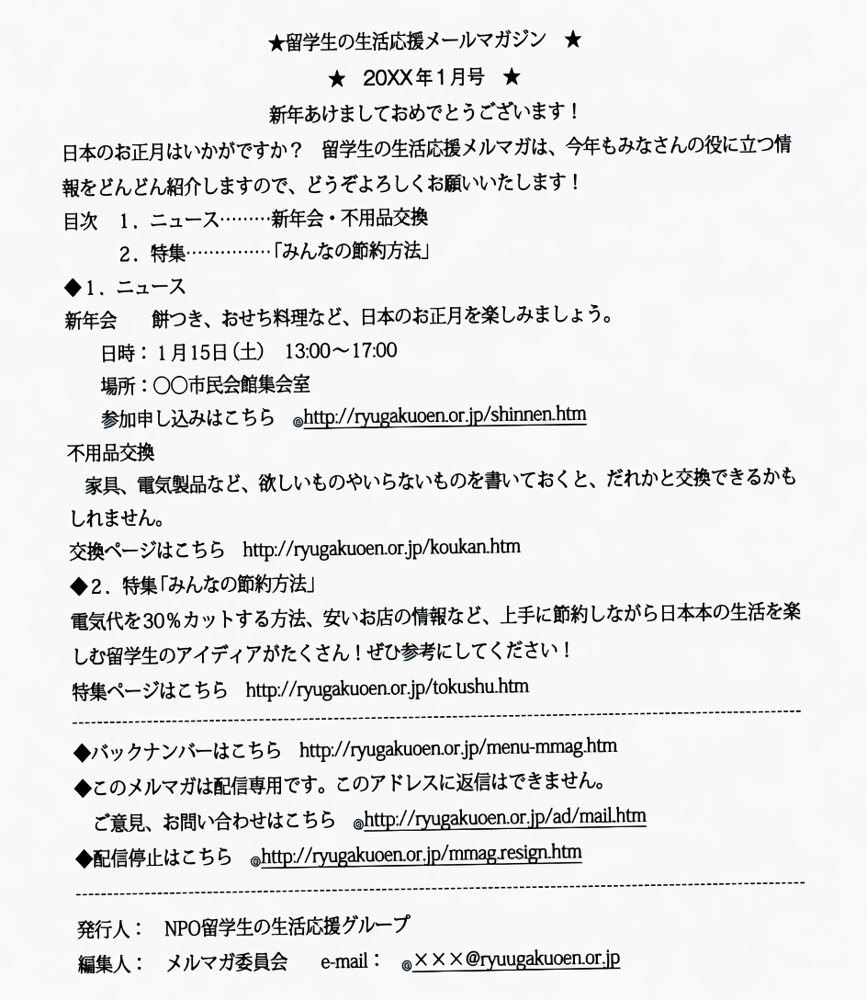 ★留学生の生活応援メールマガジン　★
★　20XX年1月号　★
新年あけましておめでとうございます！
日本のお正月はいかがですか？　留学生の生活応援メルマガは、今年もみなさんの役に立つ情
報をどんどん紹介しますので、どうぞよろしくお願いいたします！
目次　1．ニュース………新年会・不用品交換
2．特集……………「みんなの節約方法」
◆1．ニュース
新年会　　餅つき、おせち料理など、日本のお正月を楽しみましょう。
日時：1月15日（土）　13:00～17:00
場所：〇〇市民会館集会室
参加申し込みはこちら　@http://ryugakuoen.or.jp/shinnen.htm
不用品交換
　家具、電気製品など、欲しいものやいらないものを書いておくと、だれかと交換できるかも
しれません。
交換ページはこちら　http://ryugakuoen.or.jp/koukan.htm
◆2．特集「みんなの節約方法」
電気代を30％カットする方法、安いお店の情報など、上手に節約しながら日本本の生活を楽
しむ留学生のアイディアがたくさん！ぜひ参考にしてください！
特集ページはこちら　http://ryugakuoen.or.jp/tokushu.htm
◆バックナンバーはこちら　http://ryugakuoen.or.jp/menu-mmag.htm
◆このメルマガは配信専用です。このアドレスに返信はできません。
ご意見、お問い合わせはこちら　@http://ryugakuoen.or.jp/ad/mail.htm
◆配信停止はこちら　@http://ryugakuoen.or.jp/mmag.resign.htm
発行人：　NPO留学生の生活応援グループ
編集人：　メルマガ委員会　　e-mail：　@×××@ryuugakuoen.or.jp